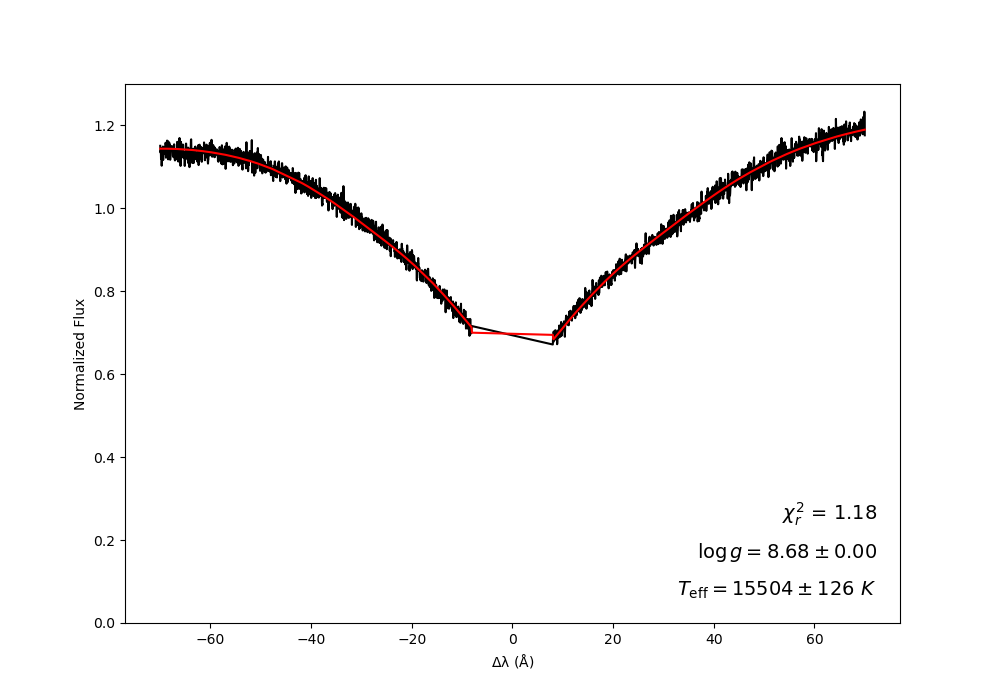 1.2
1.0
0.8
0.6
0.4
0.2
0.0
Normalized Flux
χ²ᵣ = 1.18
log g = 8.68 ± 0.00
T_eff = 15504 ± 126 K
−60 −40 −20 0 20 40 60
Δλ (Å)